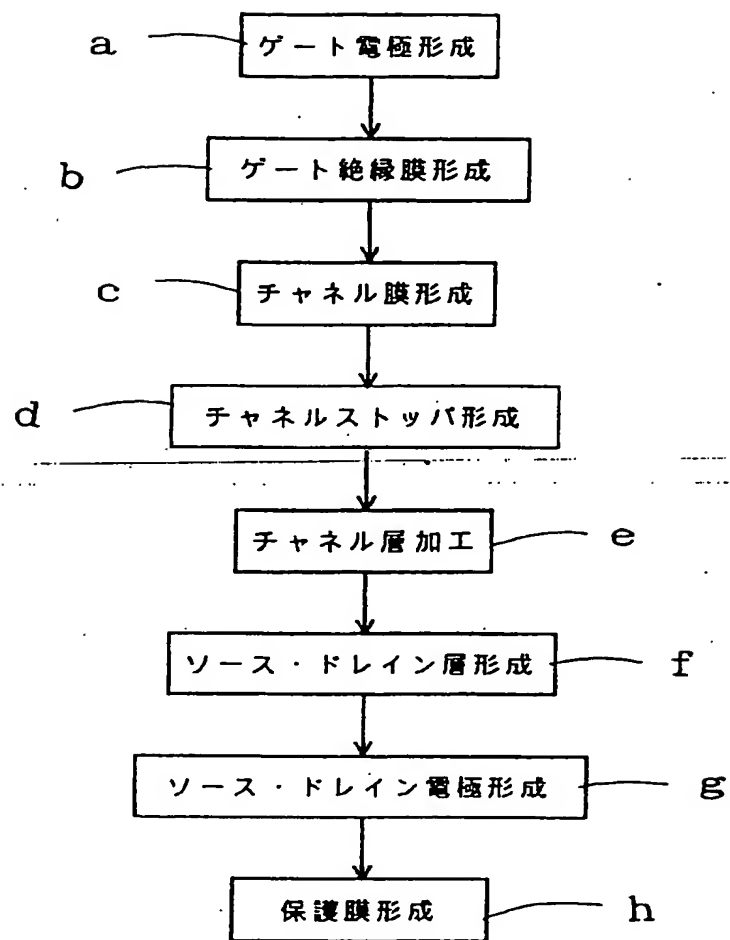 a
ゲート電極形成
b
ゲート絶縁膜形成
c
チャネル膜形成
d
チャネルストッパ形成
チャネル層加工
e
ソース・ドレイン層形成
f
ソース・ドレイン電極形成
g
保護膜形成
h